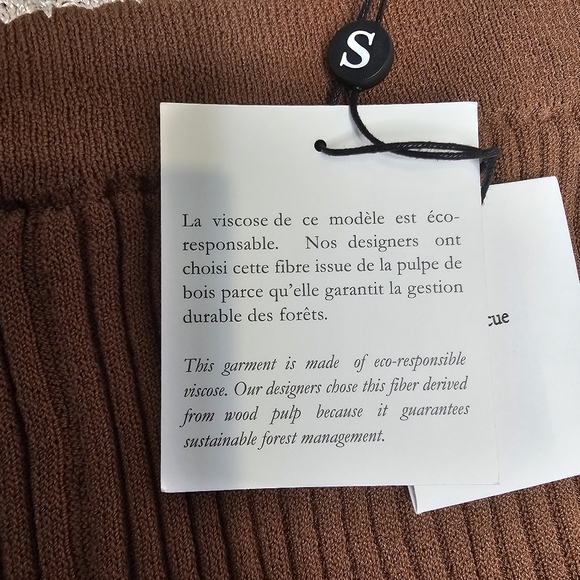 S
La viscose de ce modèle est éco-
responsable. Nos designers ont
choisi cette fibre issue de la pulpe de
bois parce qu'elle garantit la gestion
durable des forêts.
This garment is made of eco-responsible
viscose. Our designers chose this fiber derived
from wood pulp because it guarantees
sustainable forest management.